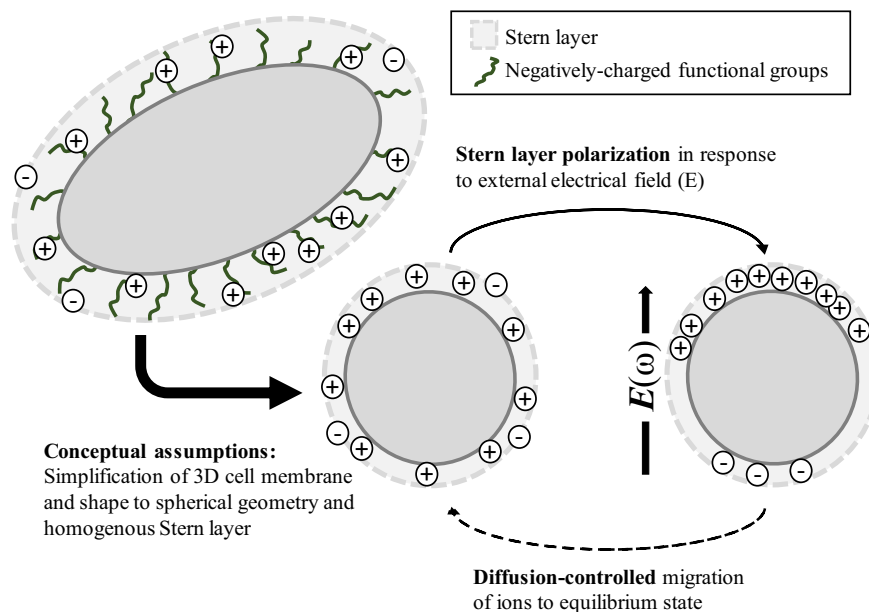 Stern layer
Negatively-charged functional groups
Stern layer polarization in response
to external electrical field (E)
E(ω)
Conceptual assumptions:
Simplification of 3D cell membrane
and shape to spherical geometry and
homogenous Stern layer
Diffusion-controlled migration
of ions to equilibrium state